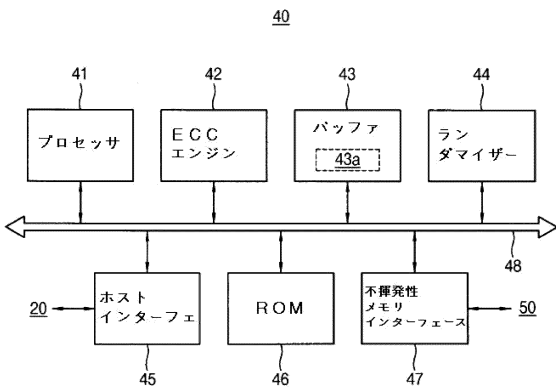 40
41
42
43
44
プロセッサ
ECC
エンジン
バッファ
43a
ラン
ダマイザー
48
20
ホスト
インターフェ
ROM
不揮発性
メモリ
インターフェース
50
45
46
47